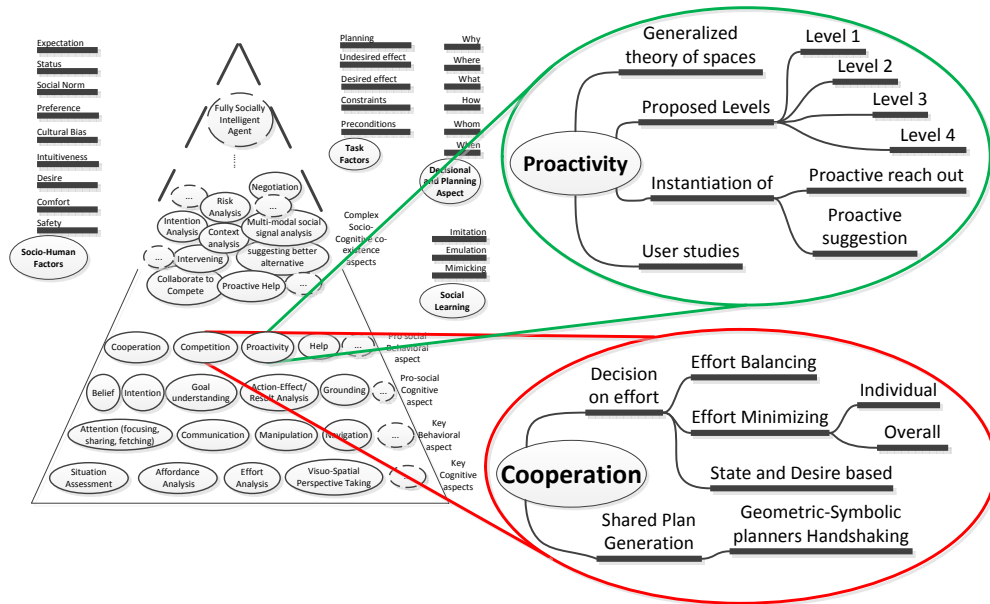 Expectation
Status
Social Norm
Preference
Cultural Bias
Intuitiveness
Desire
Comfort
Safety
Socio-Human
Factors
Fully Socially
Intelligent
Agent
Planning
Undesired effect
Desired effect
Constraints
Preconditions
Task
Factors
Why
Where
What
How
Whom
When
Decisional
and Planning
Aspect
Imitation
Emulation
Mimicking
Social
Learning
Negotiation
...
Risk
Analysis
...
Intention
Analysis
Context
analysis
Multi-modal social
signal analysis
...
Intervening
suggesting better
alternative
Collaborate to
Compete
Proactive Help
...
Complex
Socio-
Cognitive co-
existence
aspects
Cooperation
Competition
Proactivity
Help
...
Pro social
Behavioral
aspect
Belief
Intention
Goal
understanding
Action-Effect/
Result Analysis
Grounding
...
Pro-social
Cognitive
aspect
Attention (focusing,
sharing, fetching)
Communication
Manipulation
Navigation
...
Key
Behavioral
aspect
Situation
Assessment
Affordance
Analysis
Effort
Analysis
Visuo-Spatial
Perspective Taking
...
Key
Cognitive
aspects
Proactivity
Generalized
theory of spaces
Proposed Levels
Level 1
Level 2
Level 3
Level 4
Instantiation of
Proactive reach out
Proactive
suggestion
User studies
Cooperation
Decision
on effort
Effort Balancing
Effort Minimizing
Individual
Overall
State and Desire based
Shared Plan
Generation
Geometric-Symbolic
planners Handshaking